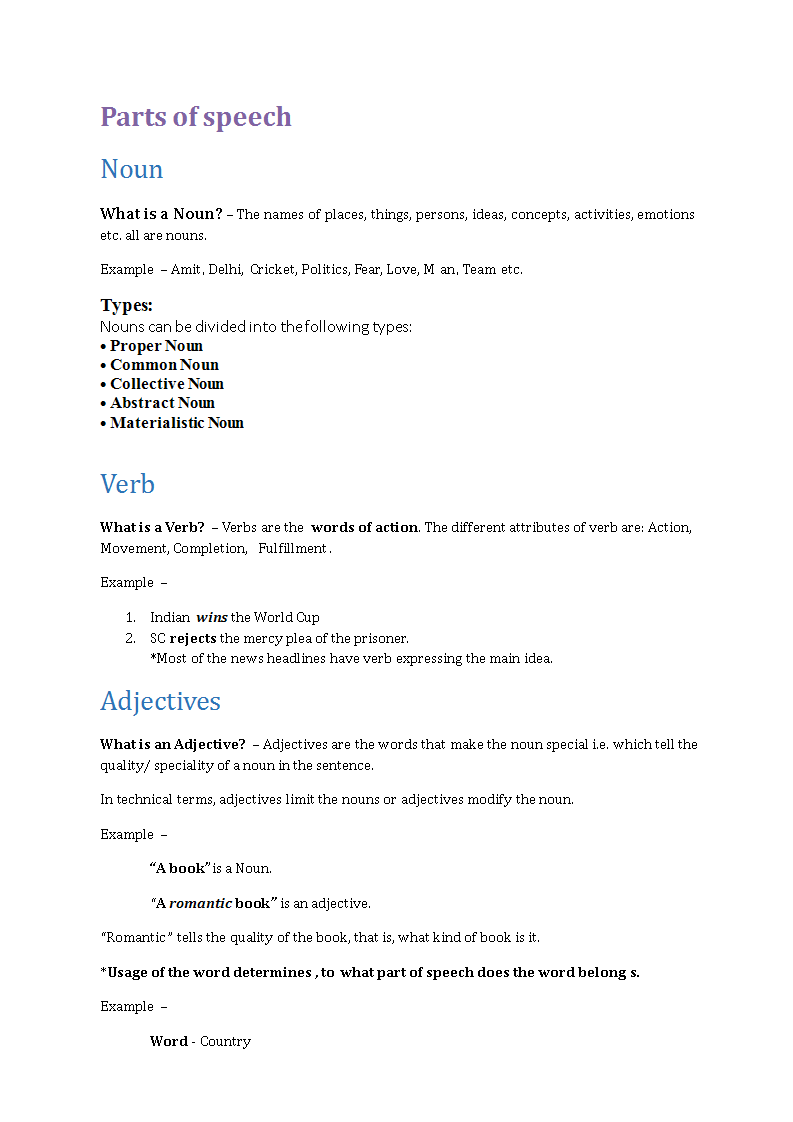 Parts of speech
Noun
What is a Noun? – The names of places, things, persons, ideas, concepts, activities, emotions
etc. all are nouns.
Example – Amit, Delhi, Cricket, Politics, Fear, Love, M an, Team etc.
Types:
Nouns can be divided into the following types:
• Proper Noun
• Common Noun
• Collective Noun
• Abstract Noun
• Materialistic Noun
Verb
What is a Verb? – Verbs are the words of action. The different attributes of verb are: Action,
Movement, Completion, Fulfillment.
Example –
1. Indian wins the World Cup
2. SC rejects the mercy plea of the prisoner.
*Most of the news headlines have verb expressing the main idea.
Adjectives
What is an Adjective? – Adjectives are the words that make the noun special i.e. which tell the
quality/ speciality of a noun in the sentence.
In technical terms, adjectives limit the nouns or adjectives modify the noun.
Example –
“A book” is a Noun.
“A romantic book” is an adjective.
“Romantic” tells the quality of the book, that is, what kind of book is it.
*Usage of the word determines , to what part of speech does the word belong s.
Example –
Word - Country